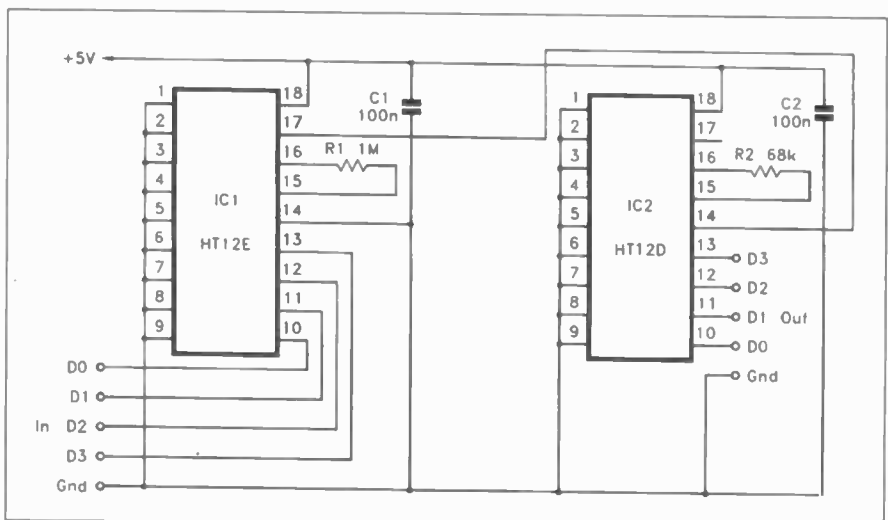 +5V
1
2
3
4
5
6
7
8
9
18
17
16
15
14
13
12
11
10
IC1
HT12E
R1 1M
C1
100n
1
2
3
4
5
6
7
8
9
18
17
16
15
14
13
12
11
10
IC2
HT12D
R2 68k
C2
100n
D3
D2
D1 Out
D0
Gnd
D0
D1
In D2
D3
Gnd